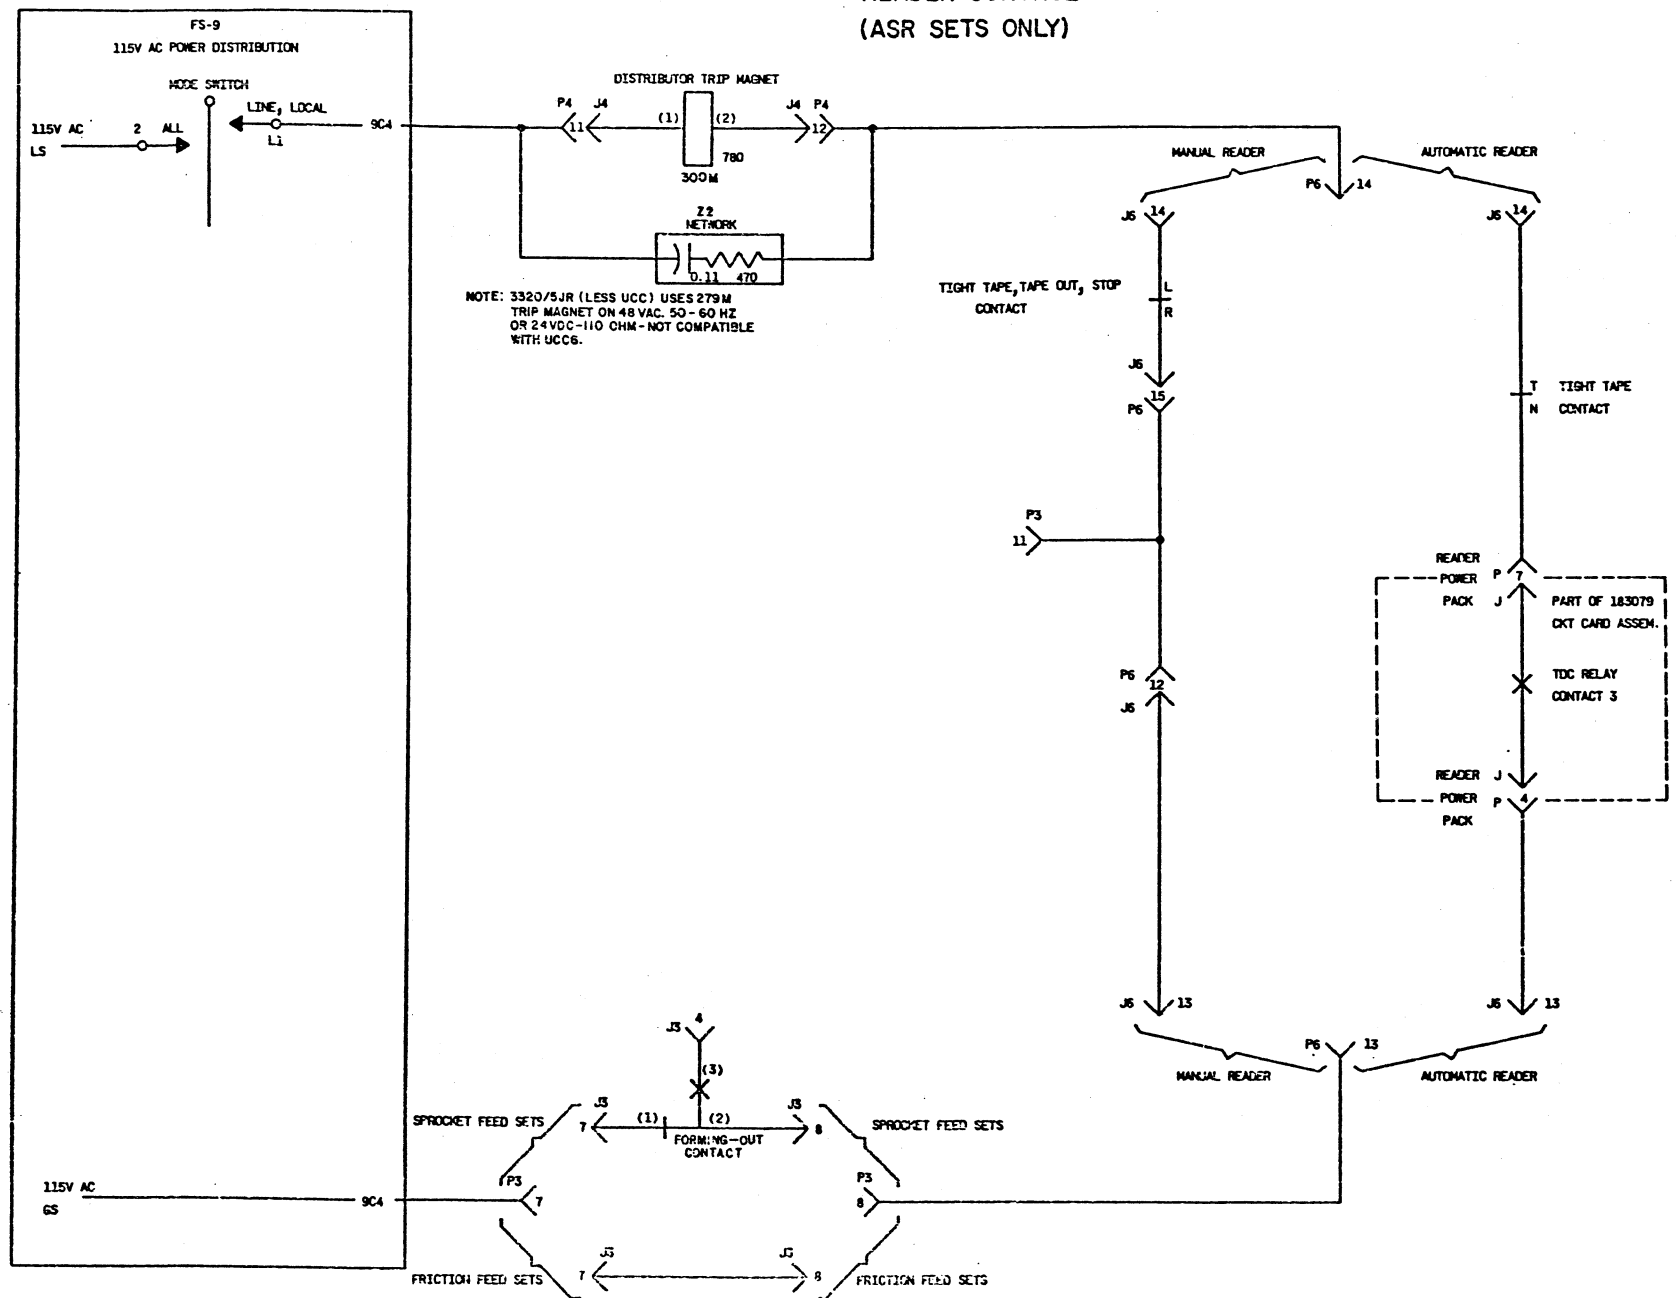 (ASR SETS ONLY)
FS-9
115V AC POWER DISTRIBUTION
MODE SWITCH
LINE, LOCAL
115V AC
2 ALL
LS
L1
9C4
DISTRIBUTOR TRIP MAGNET
P4 J4
11
(1)
(2)
J4 P4
12
780
300M
Z2
NETWORK
0.11 470
NOTE: 3320/5JR (LESS UCC) USES 279M
TRIP MAGNET ON 48 VAC. 50-60 HZ
OR 24VDC-110 OHM-NOT COMPATIBLE
WITH UCC6.
MANUAL READER
AUTOMATIC READER
P6 14
J6 14
J6 14
TIGHT TAPE, TAPE OUT, STOP
CONTACT
L
R
J6
15
P6
T
N
TIGHT TAPE
CONTACT
P3
11
READER
POWER
PACK
P 7
J
PART OF 183079
CKT CARD ASSEM.
P6
12
J6
TDC RELAY
CONTACT 3
READER
POWER
PACK
J
P 4
J6 13
J6 13
P6 13
MANUAL READER
AUTOMATIC READER
J3 4
(3)
SPROCKET FEED SETS
J3
7
(1)
(2)
J3
8
SPROCKET FEED SETS
FORMING-OUT
CONTACT
115V AC
GS
9C4
P3
7
P3
8
FRICTION FEED SETS
7
8
FRICTION FEED SETS